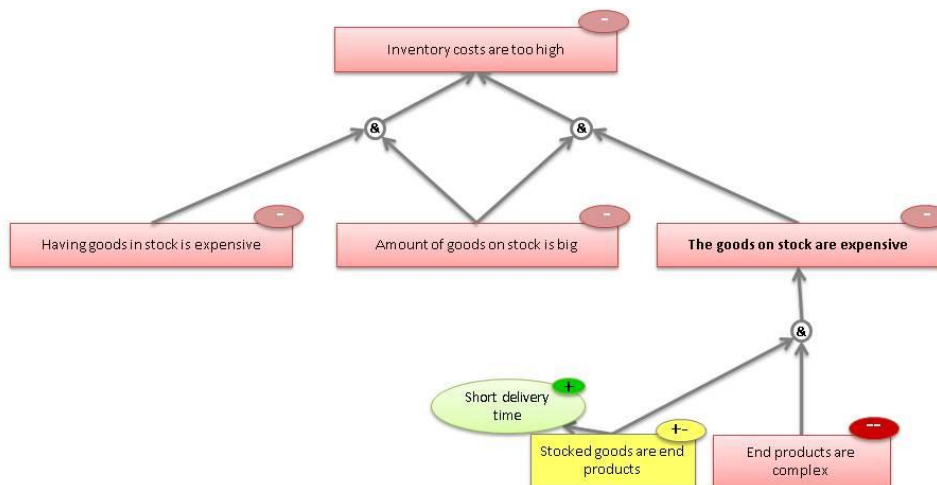 -
Inventory costs are too high
&
&
-
-
-
Having goods in stock is expensive
Amount of goods on stock is big
The goods on stock are expensive
&
+
Short delivery
time
+-
--
Stocked goods are end
products
End products are
complex